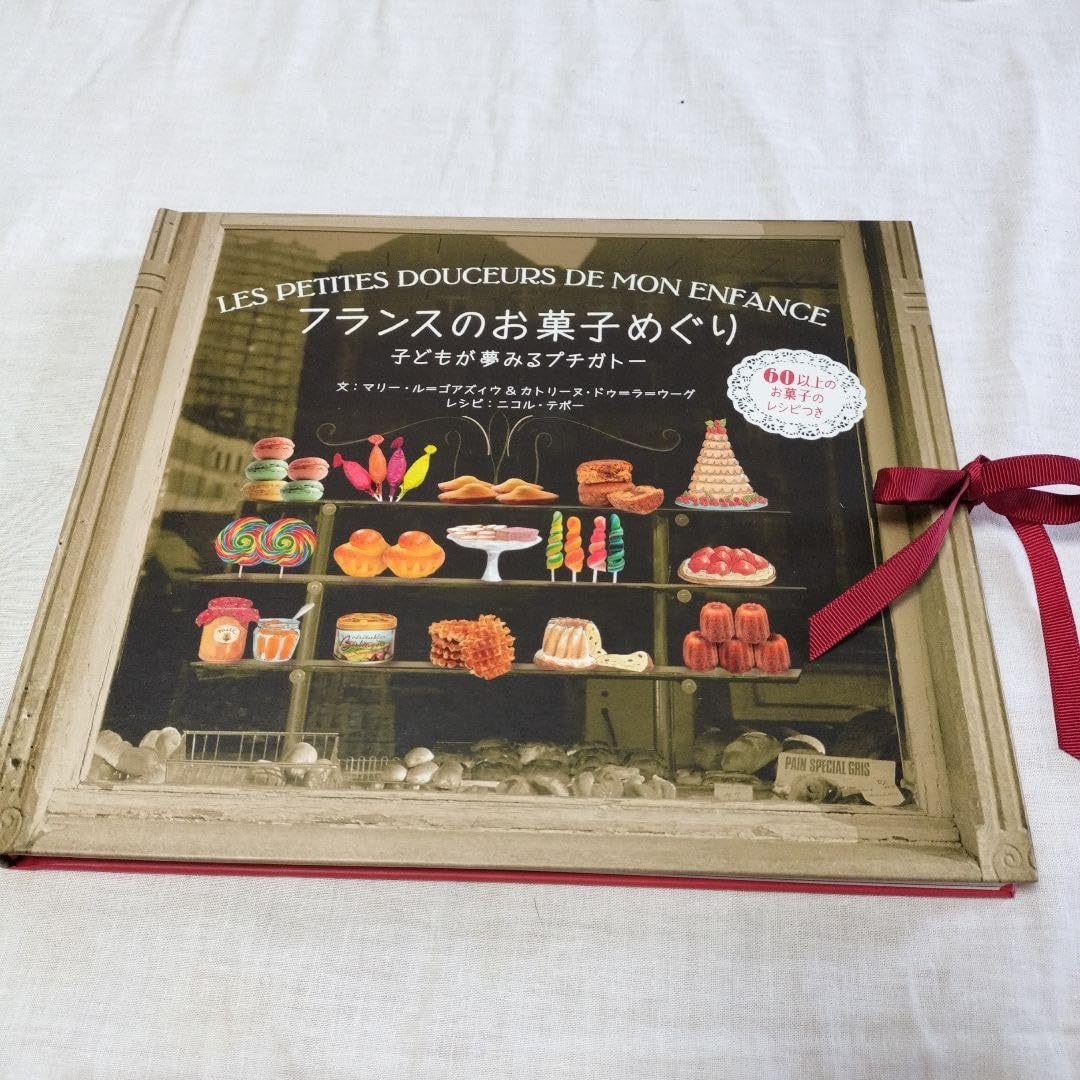 LES PETITES DOUCEURS DE MON ENFANCE
フランスのお菓子めぐり
子どもが夢みるプチガトー
文：マリー・ル＝ゴアズィウ & カトリーヌ・ドゥ＝ラ＝ウーグ
レシピ：ニコル・テポー
60以上の
お菓子の
レシピつき
miel
PAIN SPECIAL GRIS